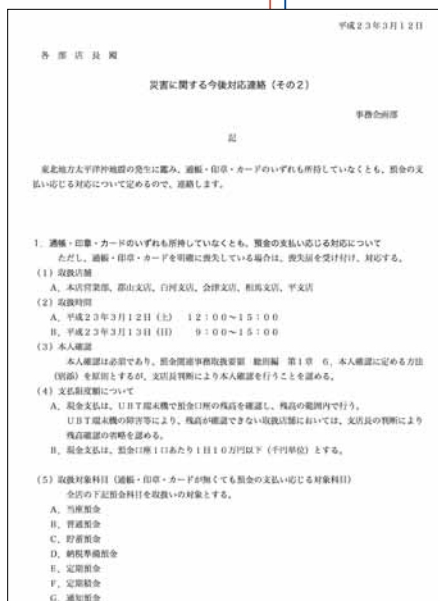 平成２３年３月１２日
各部店長殿
災害に関する今後対応連絡（その２）
事務企画部
記
東北地方太平洋沖地震の発生に鑑み、通帳・印章・カードのいずれも所持していなくとも、預金の支
払い応じる対応について定めるので、連絡します。
１．通帳・印章・カードのいずれも所持していなくとも、預金の支払い応じる対応について
ただし、通帳・印章・カードを明確に喪失している場合は、喪失届を受け付け、対応する。
（１）取扱店舗
A、本店営業部、郡山支店、白河支店、会津支店、相馬支店、平支店
（２）取扱時間
A、平成２３年３月１２日（土）　１２：００～１５：００
B、平成２３年３月１３日（日）　　９：００～１５：００
（３）本人確認
本人確認は必須であり、預金関連事務取扱要領　総則編　第１章　６．本人確認に定める方法
（別添）を原則とするが、支店長判断により本人確認を行うことを認める。
（４）支払限度額について
A、現金支払は、ＵＢＴ端末機で預金口座の残高を確認し、残高の範囲内で行う。
ＵＢＴ端末機の障害等により、残高が確認できない取扱店舗においては、支店長の判断により
残高確認の省略を認める。
B、現金支払は、預金口座１口あたり１日１０万円以下（千円単位）とする。
（５）取扱対象科目（通帳・印章・カードが無くても預金の支払い応じる対象科目）
全店の下記預金科目を取扱いの対象とする。
A、当座預金
B、普通預金
C、貯蓄預金
D、納税準備預金
E、定期預金
F、定期積金
G、通知預金